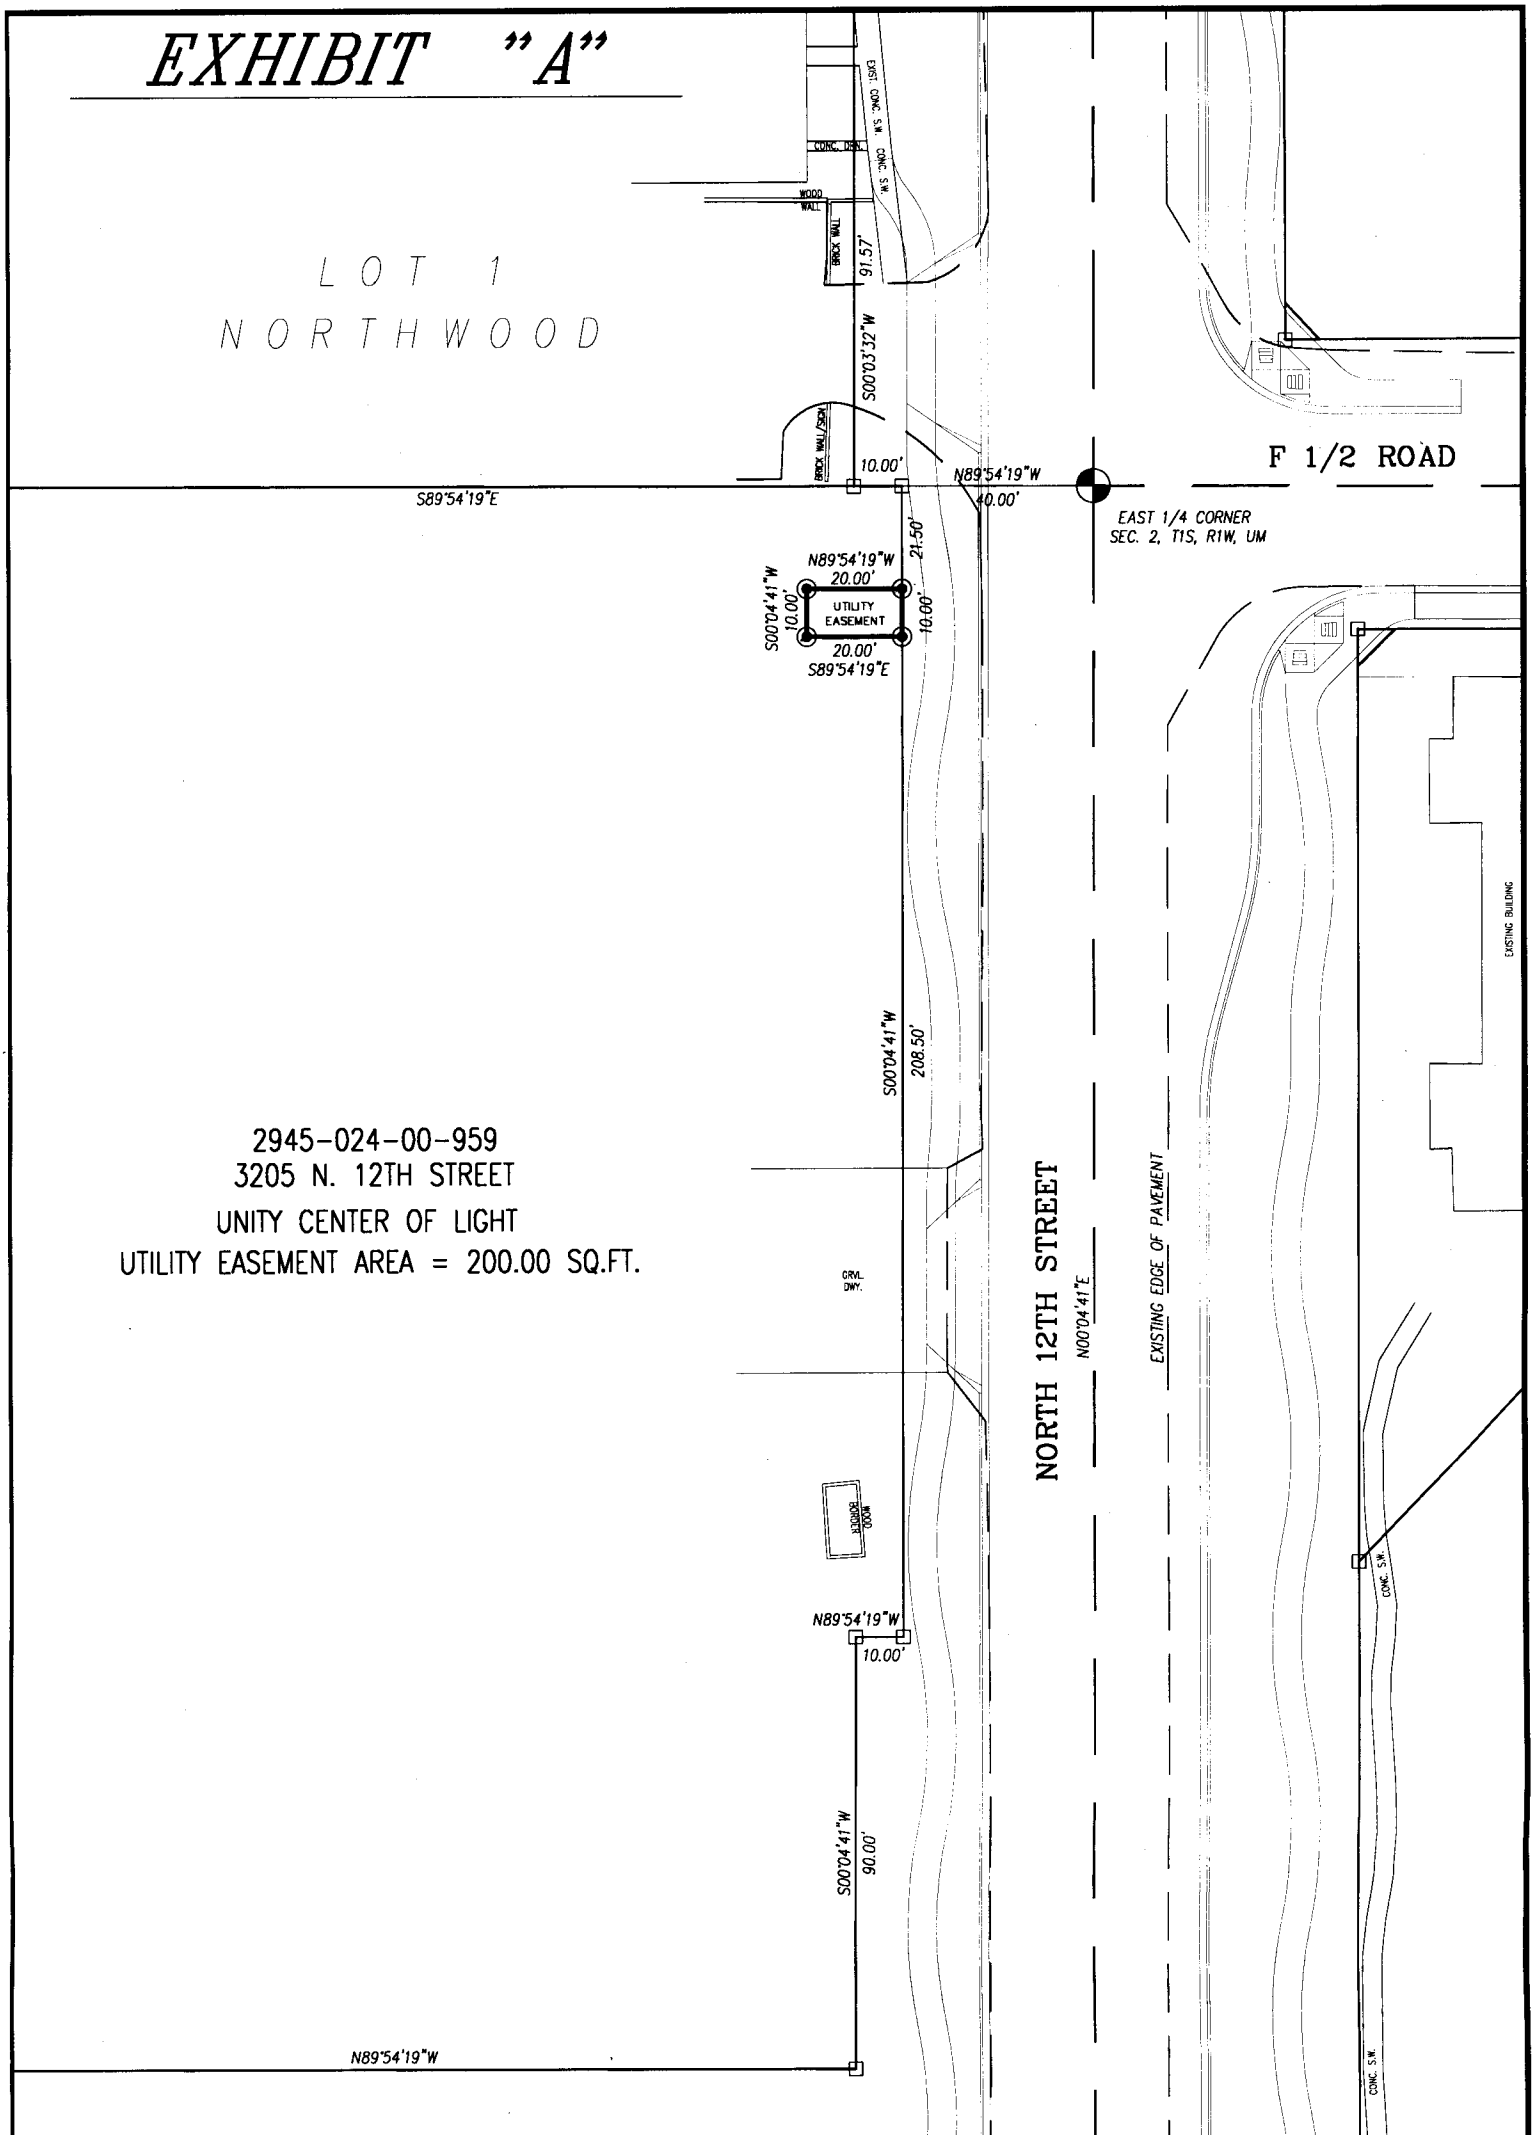 EXHIBIT "A"
EXIST. CONC. S.W.
CONC. S.W.
CONC. DRN.
WOOD
WALL
BRICK WALL
91.57'
S00°03'32"W
LOT 1
NORTHWOOD
BRICK WALL/SIGN
10.00'
N89°54'19"W
40.00'
F 1/2 ROAD
S89°54'19"E
EAST 1/4 CORNER
SEC. 2, T1S, R1W, UM
21.50'
N89°54'19"W
20.00'
S00°04'41"W
10.00'
UTILITY
EASEMENT
10.00'
20.00'
S89°54'19"E
EXISTING BUILDING
S00°04'41"W
208.50'
2945-024-00-959
3205 N. 12TH STREET
UNITY CENTER OF LIGHT
UTILITY EASEMENT AREA = 200.00 SQ.FT.
GRVL.
DWY.
NORTH 12TH STREET
N00°04'41"E
EXISTING EDGE OF PAVEMENT
WOOD
BORDER
CONC. S.W.
N89°54'19"W
10.00'
S00°04'41"W
90.00'
N89°54'19"W
CONC. S.W.